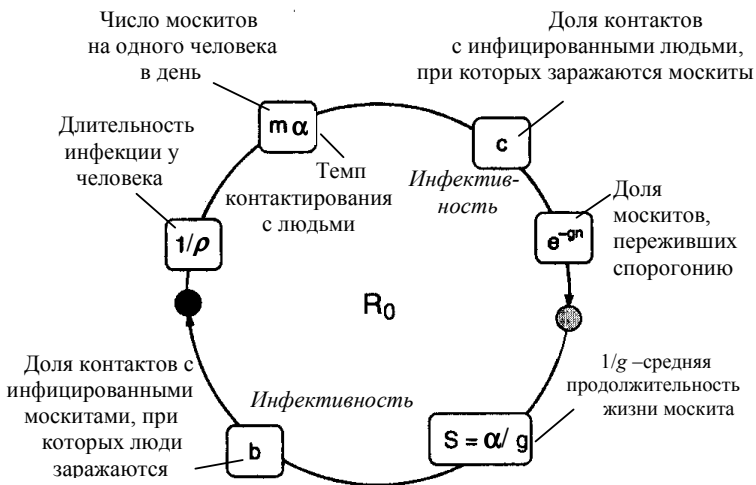 Число москитов
на одного человека
в день
Доля контактов
с инфицированными людьми,
при которых заражаются москиты
Длительность
инфекции у
человека
m α
c
Темп
контактирования
с людьми
Инфектив-
ность
Доля
москитов,
переживших
спорогонию
1/ρ
e^-gn
R₀
Доля контактов с
инфицированными
москитами, при
которых люди
заражаются
Инфективность
1/g –средняя
продолжительность
жизни москита
b
S = α/ g